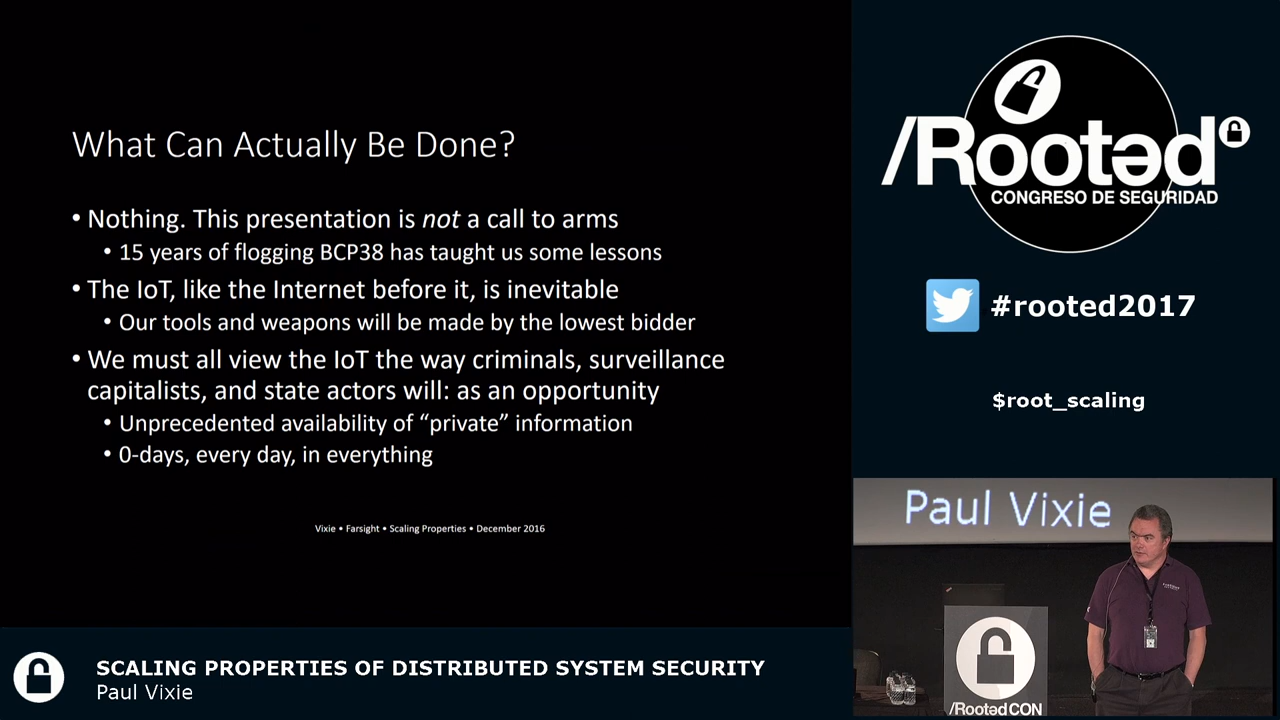 What Can Actually Be Done?
• Nothing. This presentation is not a call to arms
• 15 years of flogging BCP38 has taught us some lessons
• The IoT, like the Internet before it, is inevitable
• Our tools and weapons will be made by the lowest bidder
• We must all view the IoT the way criminals, surveillance
capitalists, and state actors will: as an opportunity
• Unprecedented availability of “private” information
• 0-days, every day, in everything
Vixie • Farsight • Scaling Properties • December 2016
/Rootəd
CONGRESO DE SEGURIDAD
#rooted2017
$root_scaling
Paul Vixie
/RootədCON
SCALING PROPERTIES OF DISTRIBUTED SYSTEM SECURITY
Paul Vixie